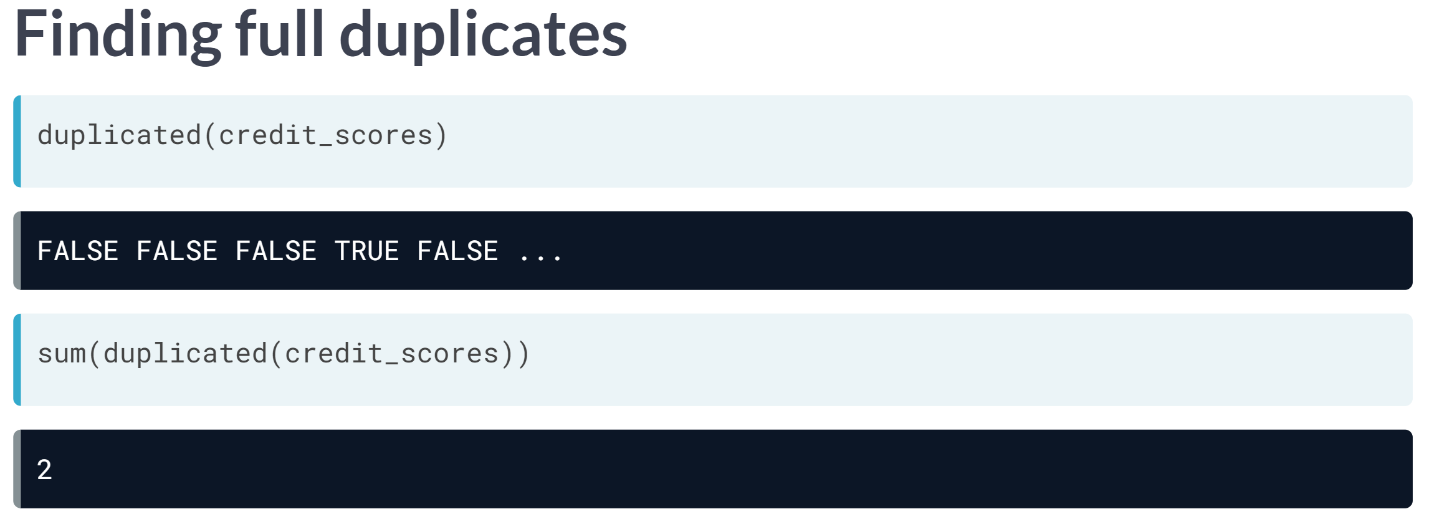 Finding full duplicates
duplicated(credit_scores)
FALSE FALSE FALSE TRUE FALSE ...
sum(duplicated(credit_scores))
2